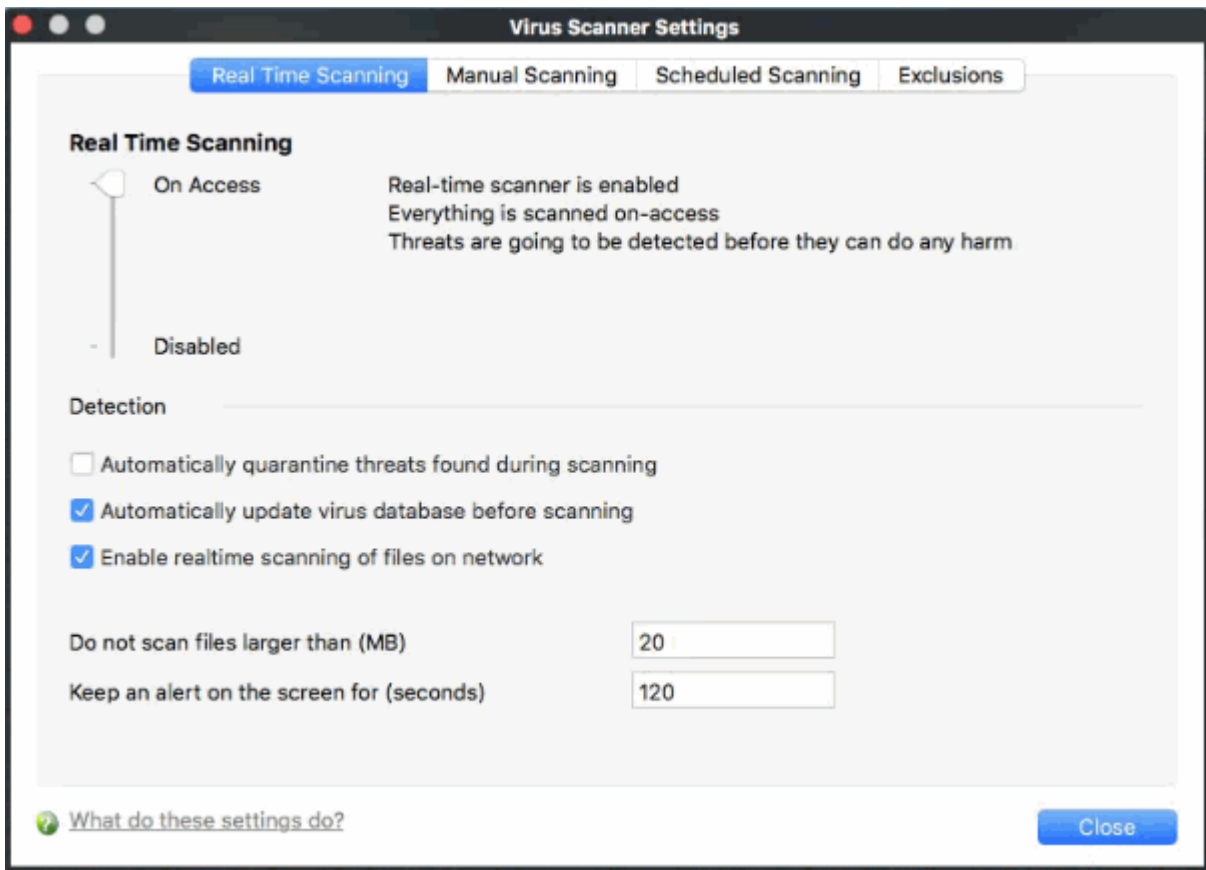 Virus Scanner Settings
Real Time Scanning Manual Scanning Scheduled Scanning Exclusions
Real Time Scanning
On Access Real-time scanner is enabled
Everything is scanned on-access
Threats are going to be detected before they can do any harm
Disabled
Detection
Automatically quarantine threats found during scanning
Automatically update virus database before scanning
Enable realtime scanning of files on network
Do not scan files larger than (MB) 20
Keep an alert on the screen for (seconds) 120
What do these settings do?
Close